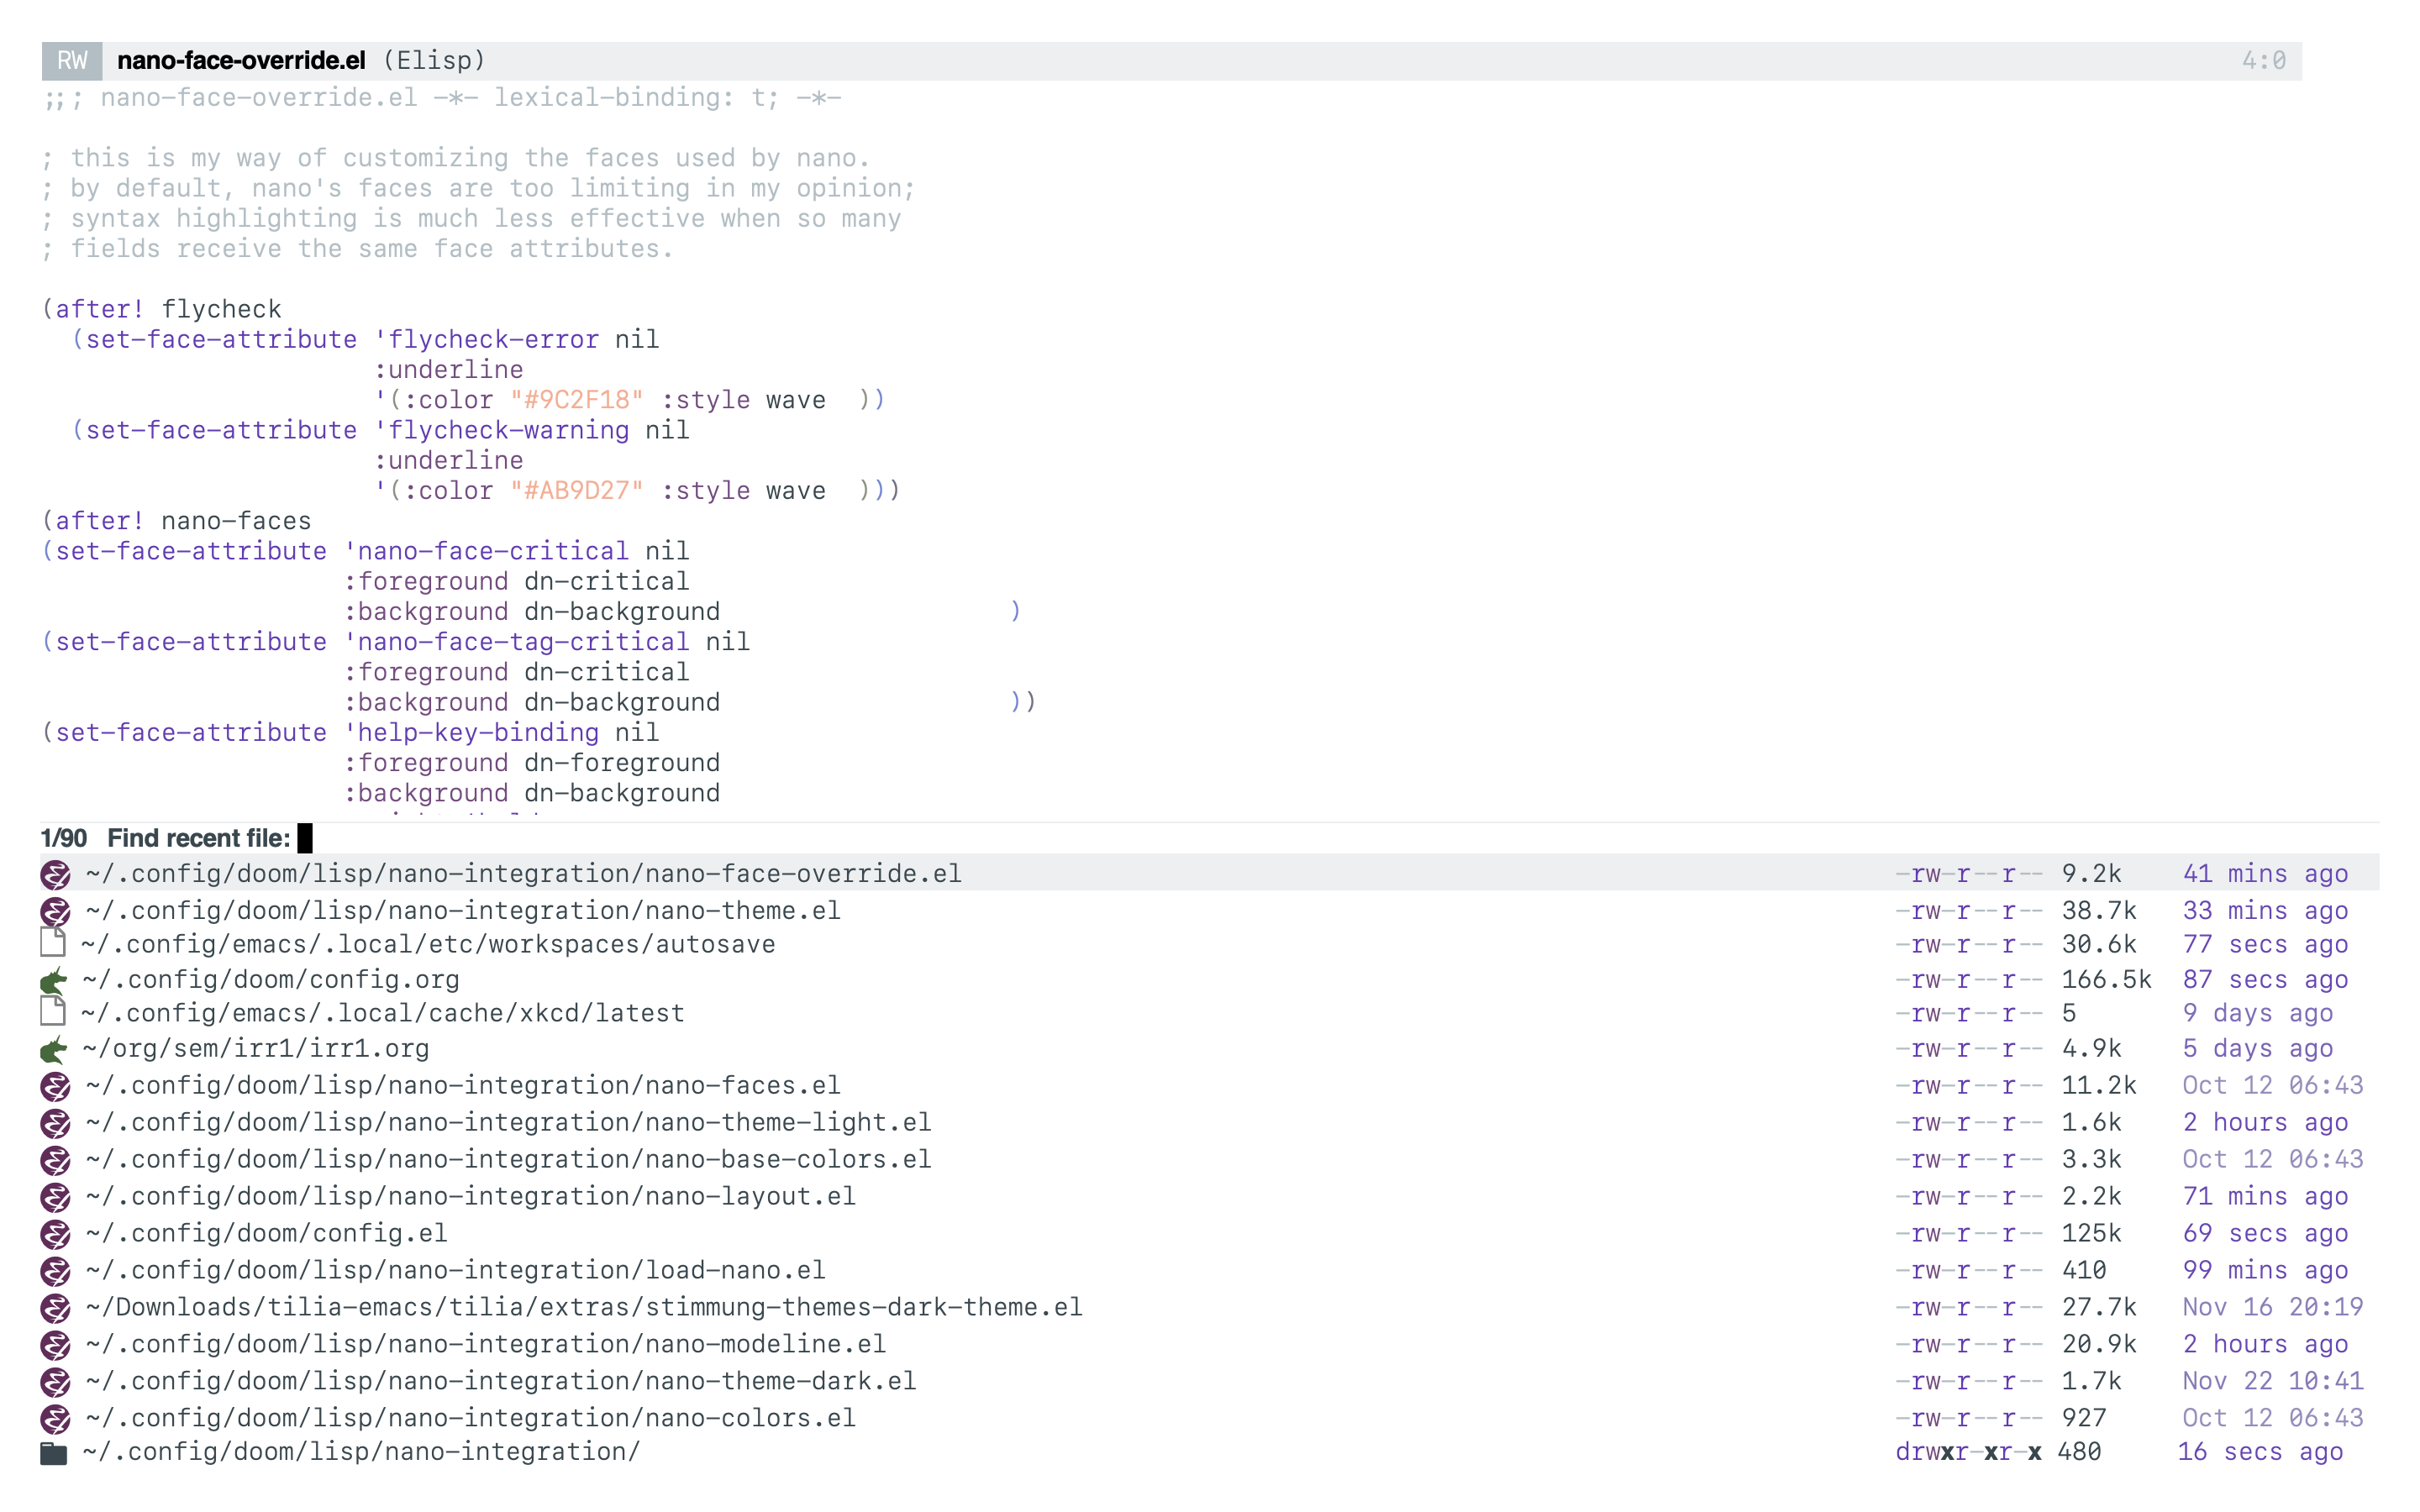 RW nano-face-override.el (Elisp) 4:0
;;; nano-face-override.el -*- lexical-binding: t; -*-
; this is my way of customizing the faces used by nano.
; by default, nano's faces are too limiting in my opinion;
; syntax highlighting is much less effective when so many
; fields receive the same face attributes.
(after! flycheck
  (set-face-attribute 'flycheck-error nil
                      :underline
                      '(:color "#9C2F18" :style wave  ))
  (set-face-attribute 'flycheck-warning nil
                      :underline
                      '(:color "#AB9D27" :style wave  )))
(after! nano-faces
(set-face-attribute 'nano-face-critical nil
                    :foreground dn-critical
                    :background dn-background                   )
(set-face-attribute 'nano-face-tag-critical nil
                    :foreground dn-critical
                    :background dn-background                   ))
(set-face-attribute 'help-key-binding nil
                    :foreground dn-foreground
                    :background dn-background
1/90 Find recent file:
~/.config/doom/lisp/nano-integration/nano-face-override.el -rw-r--r-- 9.2k 41 mins ago
~/.config/doom/lisp/nano-integration/nano-theme.el -rw-r--r-- 38.7k 33 mins ago
~/.config/emacs/.local/etc/workspaces/autosave -rw-r--r-- 30.6k 77 secs ago
~/.config/doom/config.org -rw-r--r-- 166.5k 87 secs ago
~/.config/emacs/.local/cache/xkcd/latest -rw-r--r-- 5 9 days ago
~/org/sem/irr1/irr1.org -rw-r--r-- 4.9k 5 days ago
~/.config/doom/lisp/nano-integration/nano-faces.el -rw-r--r-- 11.2k Oct 12 06:43
~/.config/doom/lisp/nano-integration/nano-theme-light.el -rw-r--r-- 1.6k 2 hours ago
~/.config/doom/lisp/nano-integration/nano-base-colors.el -rw-r--r-- 3.3k Oct 12 06:43
~/.config/doom/lisp/nano-integration/nano-layout.el -rw-r--r-- 2.2k 71 mins ago
~/.config/doom/config.el -rw-r--r-- 125k 69 secs ago
~/.config/doom/lisp/nano-integration/load-nano.el -rw-r--r-- 410 99 mins ago
~/Downloads/tilia-emacs/tilia/extras/stimmung-themes-dark-theme.el -rw-r--r-- 27.7k Nov 16 20:19
~/.config/doom/lisp/nano-integration/nano-modeline.el -rw-r--r-- 20.9k 2 hours ago
~/.config/doom/lisp/nano-integration/nano-theme-dark.el -rw-r--r-- 1.7k Nov 22 10:41
~/.config/doom/lisp/nano-integration/nano-colors.el -rw-r--r-- 927 Oct 12 06:43
~/.config/doom/lisp/nano-integration/ drwxr-xr-x 480 16 secs ago